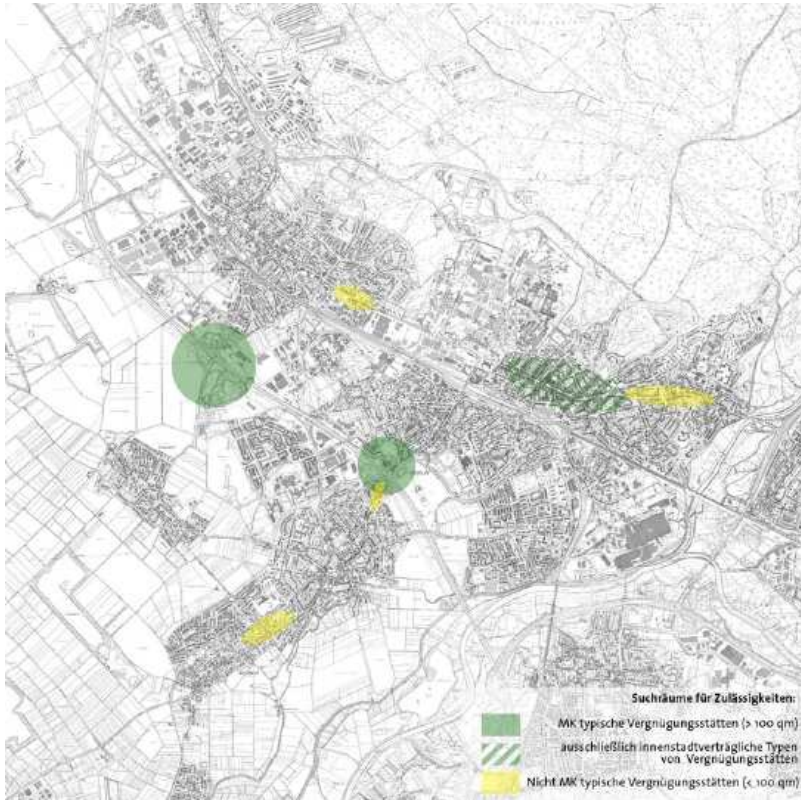 Suchräume für Zulässigkeiten:
MK typische Vergnügungsstätten (> 100 qm)
ausschließlich innenstadtverträgliche Typen
von Vergnügungsstätten
Nicht MK typische Vergnügungsstätten (< 100 qm)